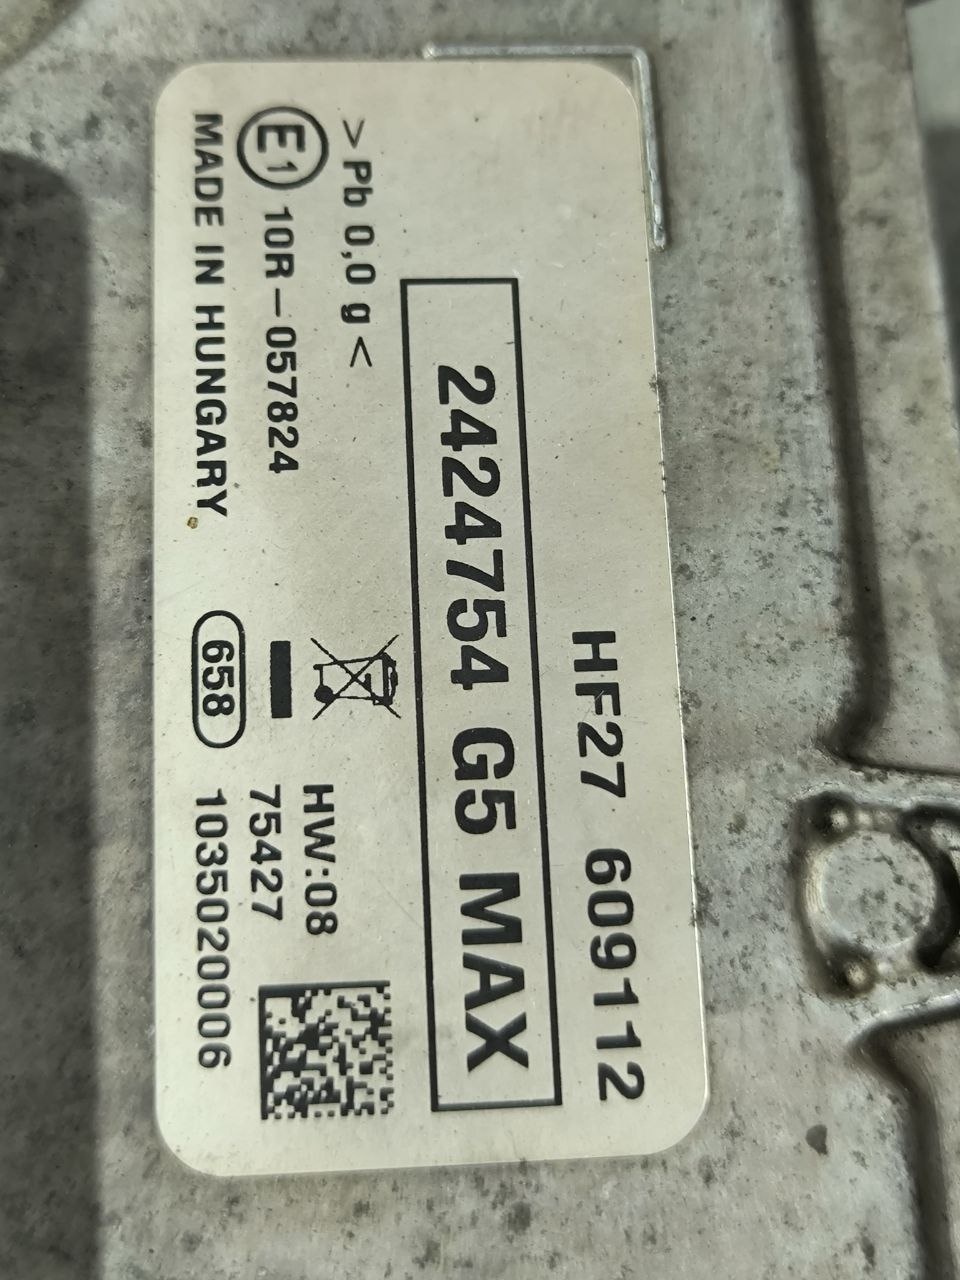 HF27 609112
2424754 G5 MAX
>Pb 0,0 g<
HW:08
E1 10R-057824
75427
MADE IN HUNGARY
658
1035020006